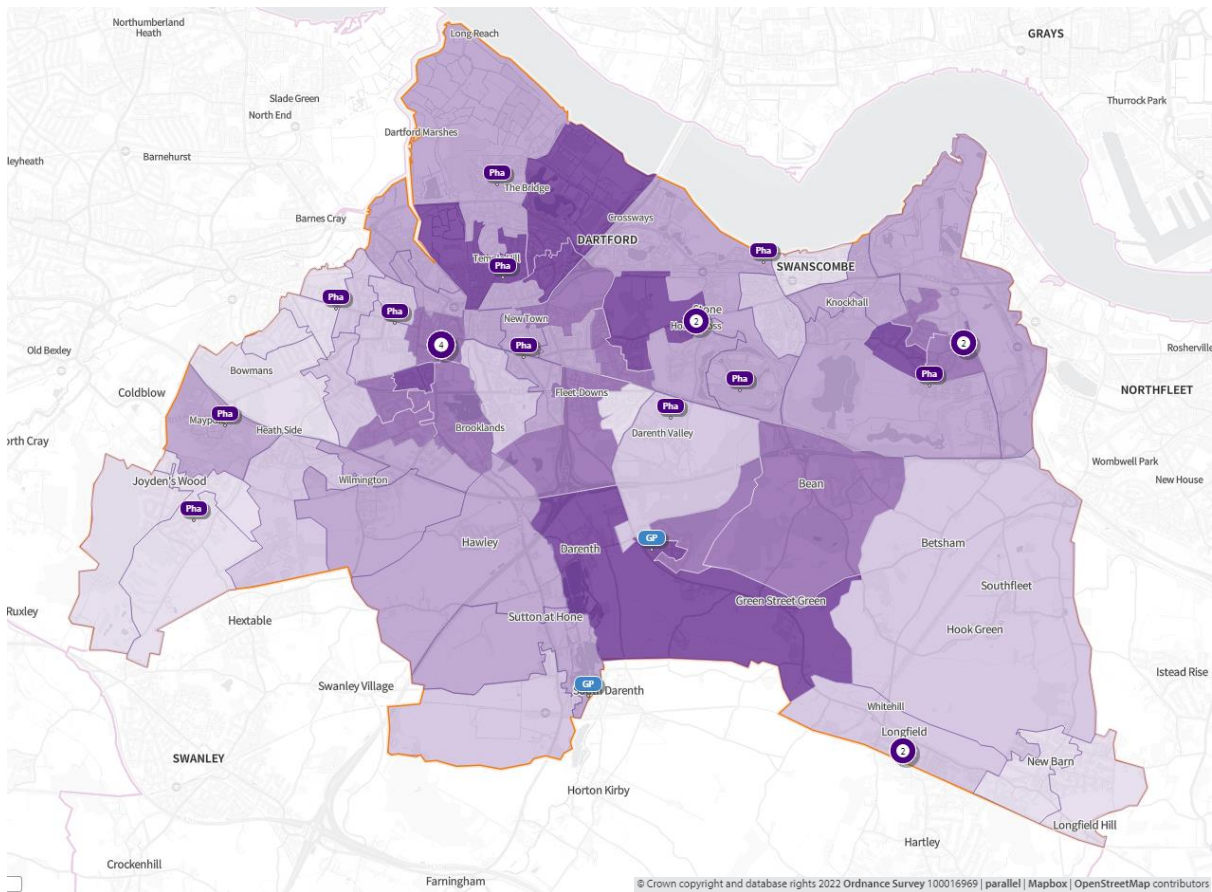 Northumberland
Heath
Long Reach
GRAYS
Slade Green
North End
Thurrock Park
Dartford Marshes
leyheath
Barnehurst
Pha
The Bridge
Barnes Cray
Crossways
DARTFORD
Pha
SWANSCOMBE
Pha
Pha
Knockhall
Pha
New Town
2
4
Pha
2
Old Bexley
Rosherville
Bowmans
Pha
Pha
Coldblow
Fleet-Downs
NORTHFLEET
Pha
Pha
Heath Side
Brooklands
Darenth Valley
orth Cray
Wombwell Park
Joyden's Wood
Wilmington
Bean
New House
Pha
Hawley
Darenth
GP
Betsham
Southfleet
Ruxley
Hextable
Sutton at Hone
Green Street Green
Hook Green
Swanley Village
GP
Darenth
Istead Rise
Whitehill
Longfield
SWANLEY
2
New Barn
Horton Kirby
Longfield Hill
Hartley
Crockenhill
Farningham
© Crown copyright and database rights 2022 Ordnance Survey 100016969 | parallel | Mapbox | OpenStreetMap contributors